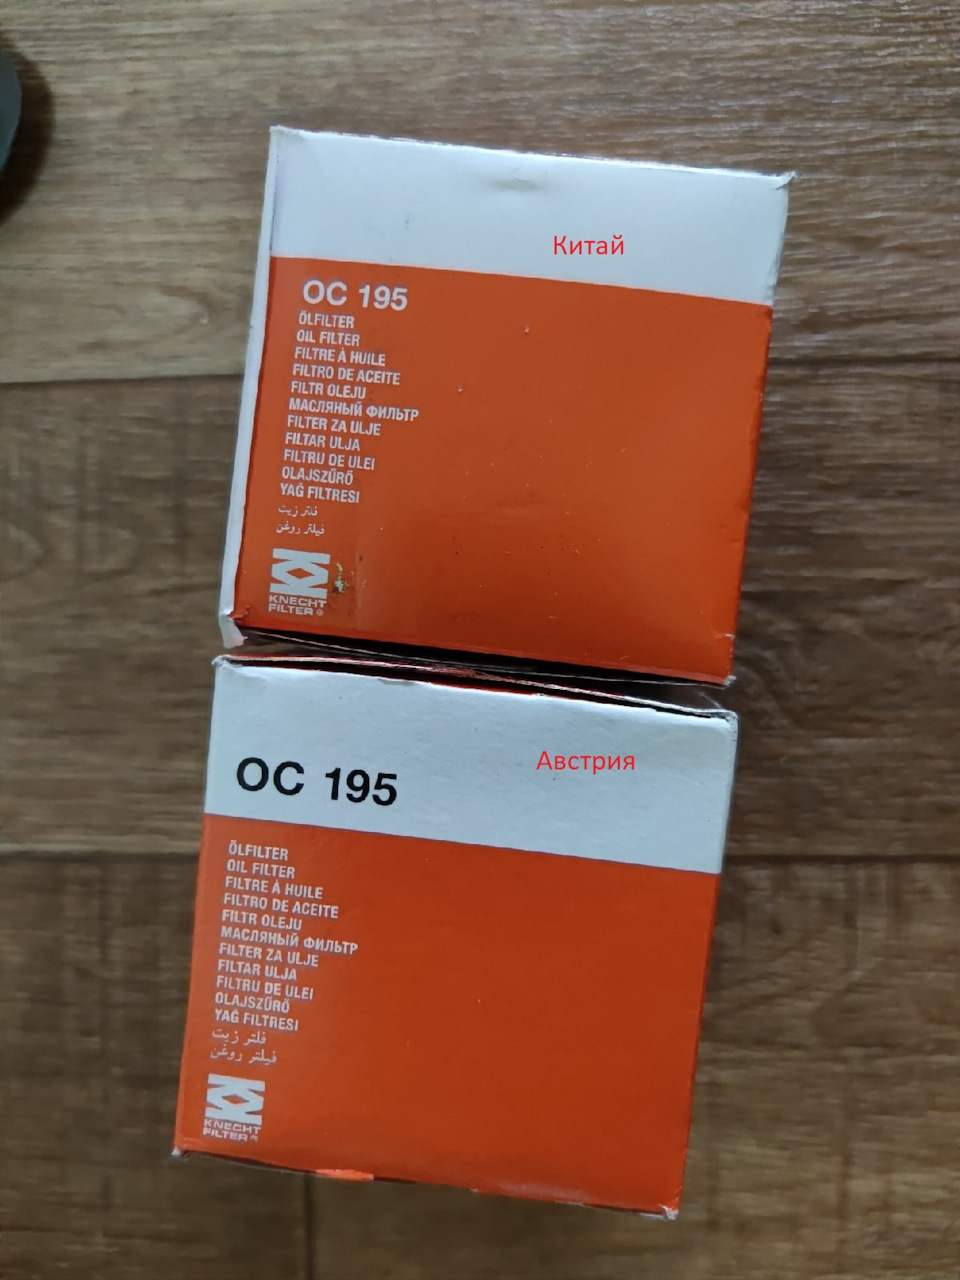 Китай
OC 195
ÖLFILTER
OIL FILTER
FILTRE À HUILE
FILTRO DE ACEITE
FILTR OLEJU
МАСЛЯНЫЙ ФИЛЬТР
FILTER ZA ULJE
FILTAR ULJA
FILTRU DE ULEI
OLAJSZŰRŐ
YAĞ FILTRESI
فلتر زيت
فیلتر روغن
KNECHT
FILTER®
Австрия
OC 195
ÖLFILTER
OIL FILTER
FILTRE À HUILE
FILTRO DE ACEITE
FILTR OLEJU
МАСЛЯНЫЙ ФИЛЬТР
FILTER ZA ULJE
FILTAR ULJA
FILTRU DE ULEI
OLAJSZŰRŐ
YAĞ FILTRESI
فلتر زيت
فیلتر روغن
KNECHT
FILTER®